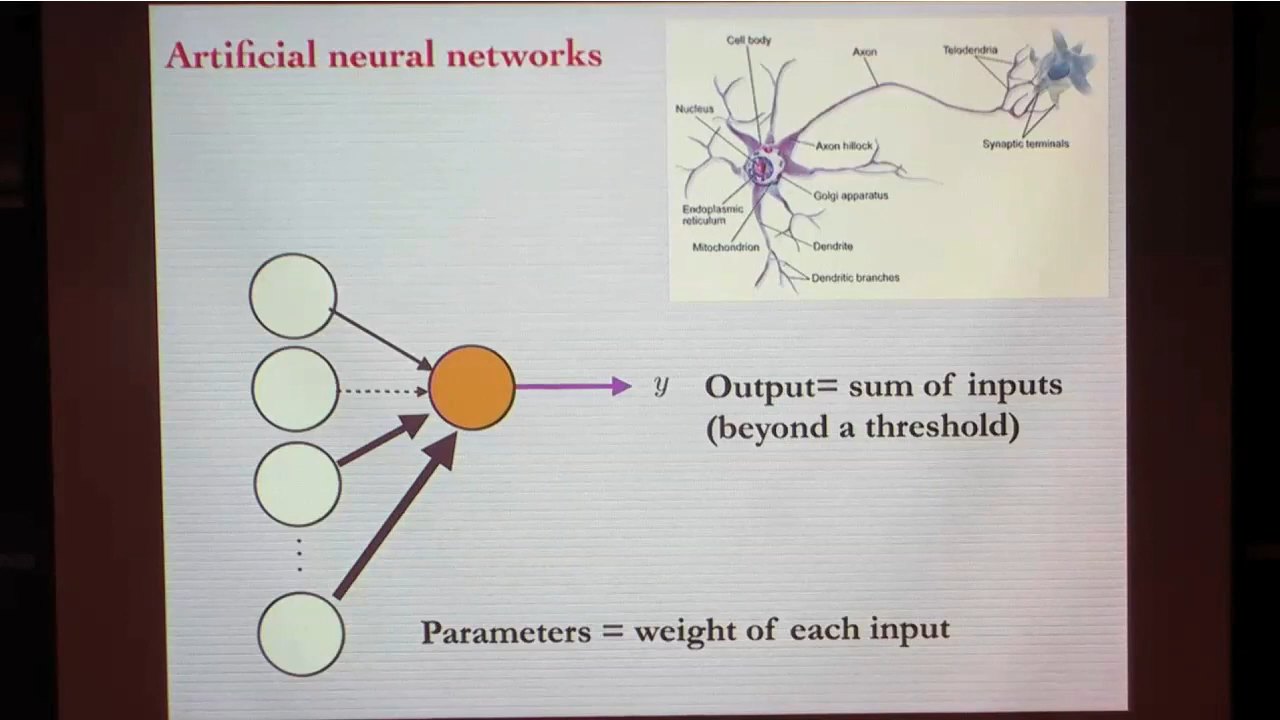 Artificial neural networks
Cell body
Axon
Telodendria
Nucleus
Axon hillock
Synaptic terminals
Golgi apparatus
Endoplasmic
reticulum
Mitochondrion
Dendrite
Dendritic branches
y
Output= sum of inputs
(beyond a threshold)
Parameters = weight of each input